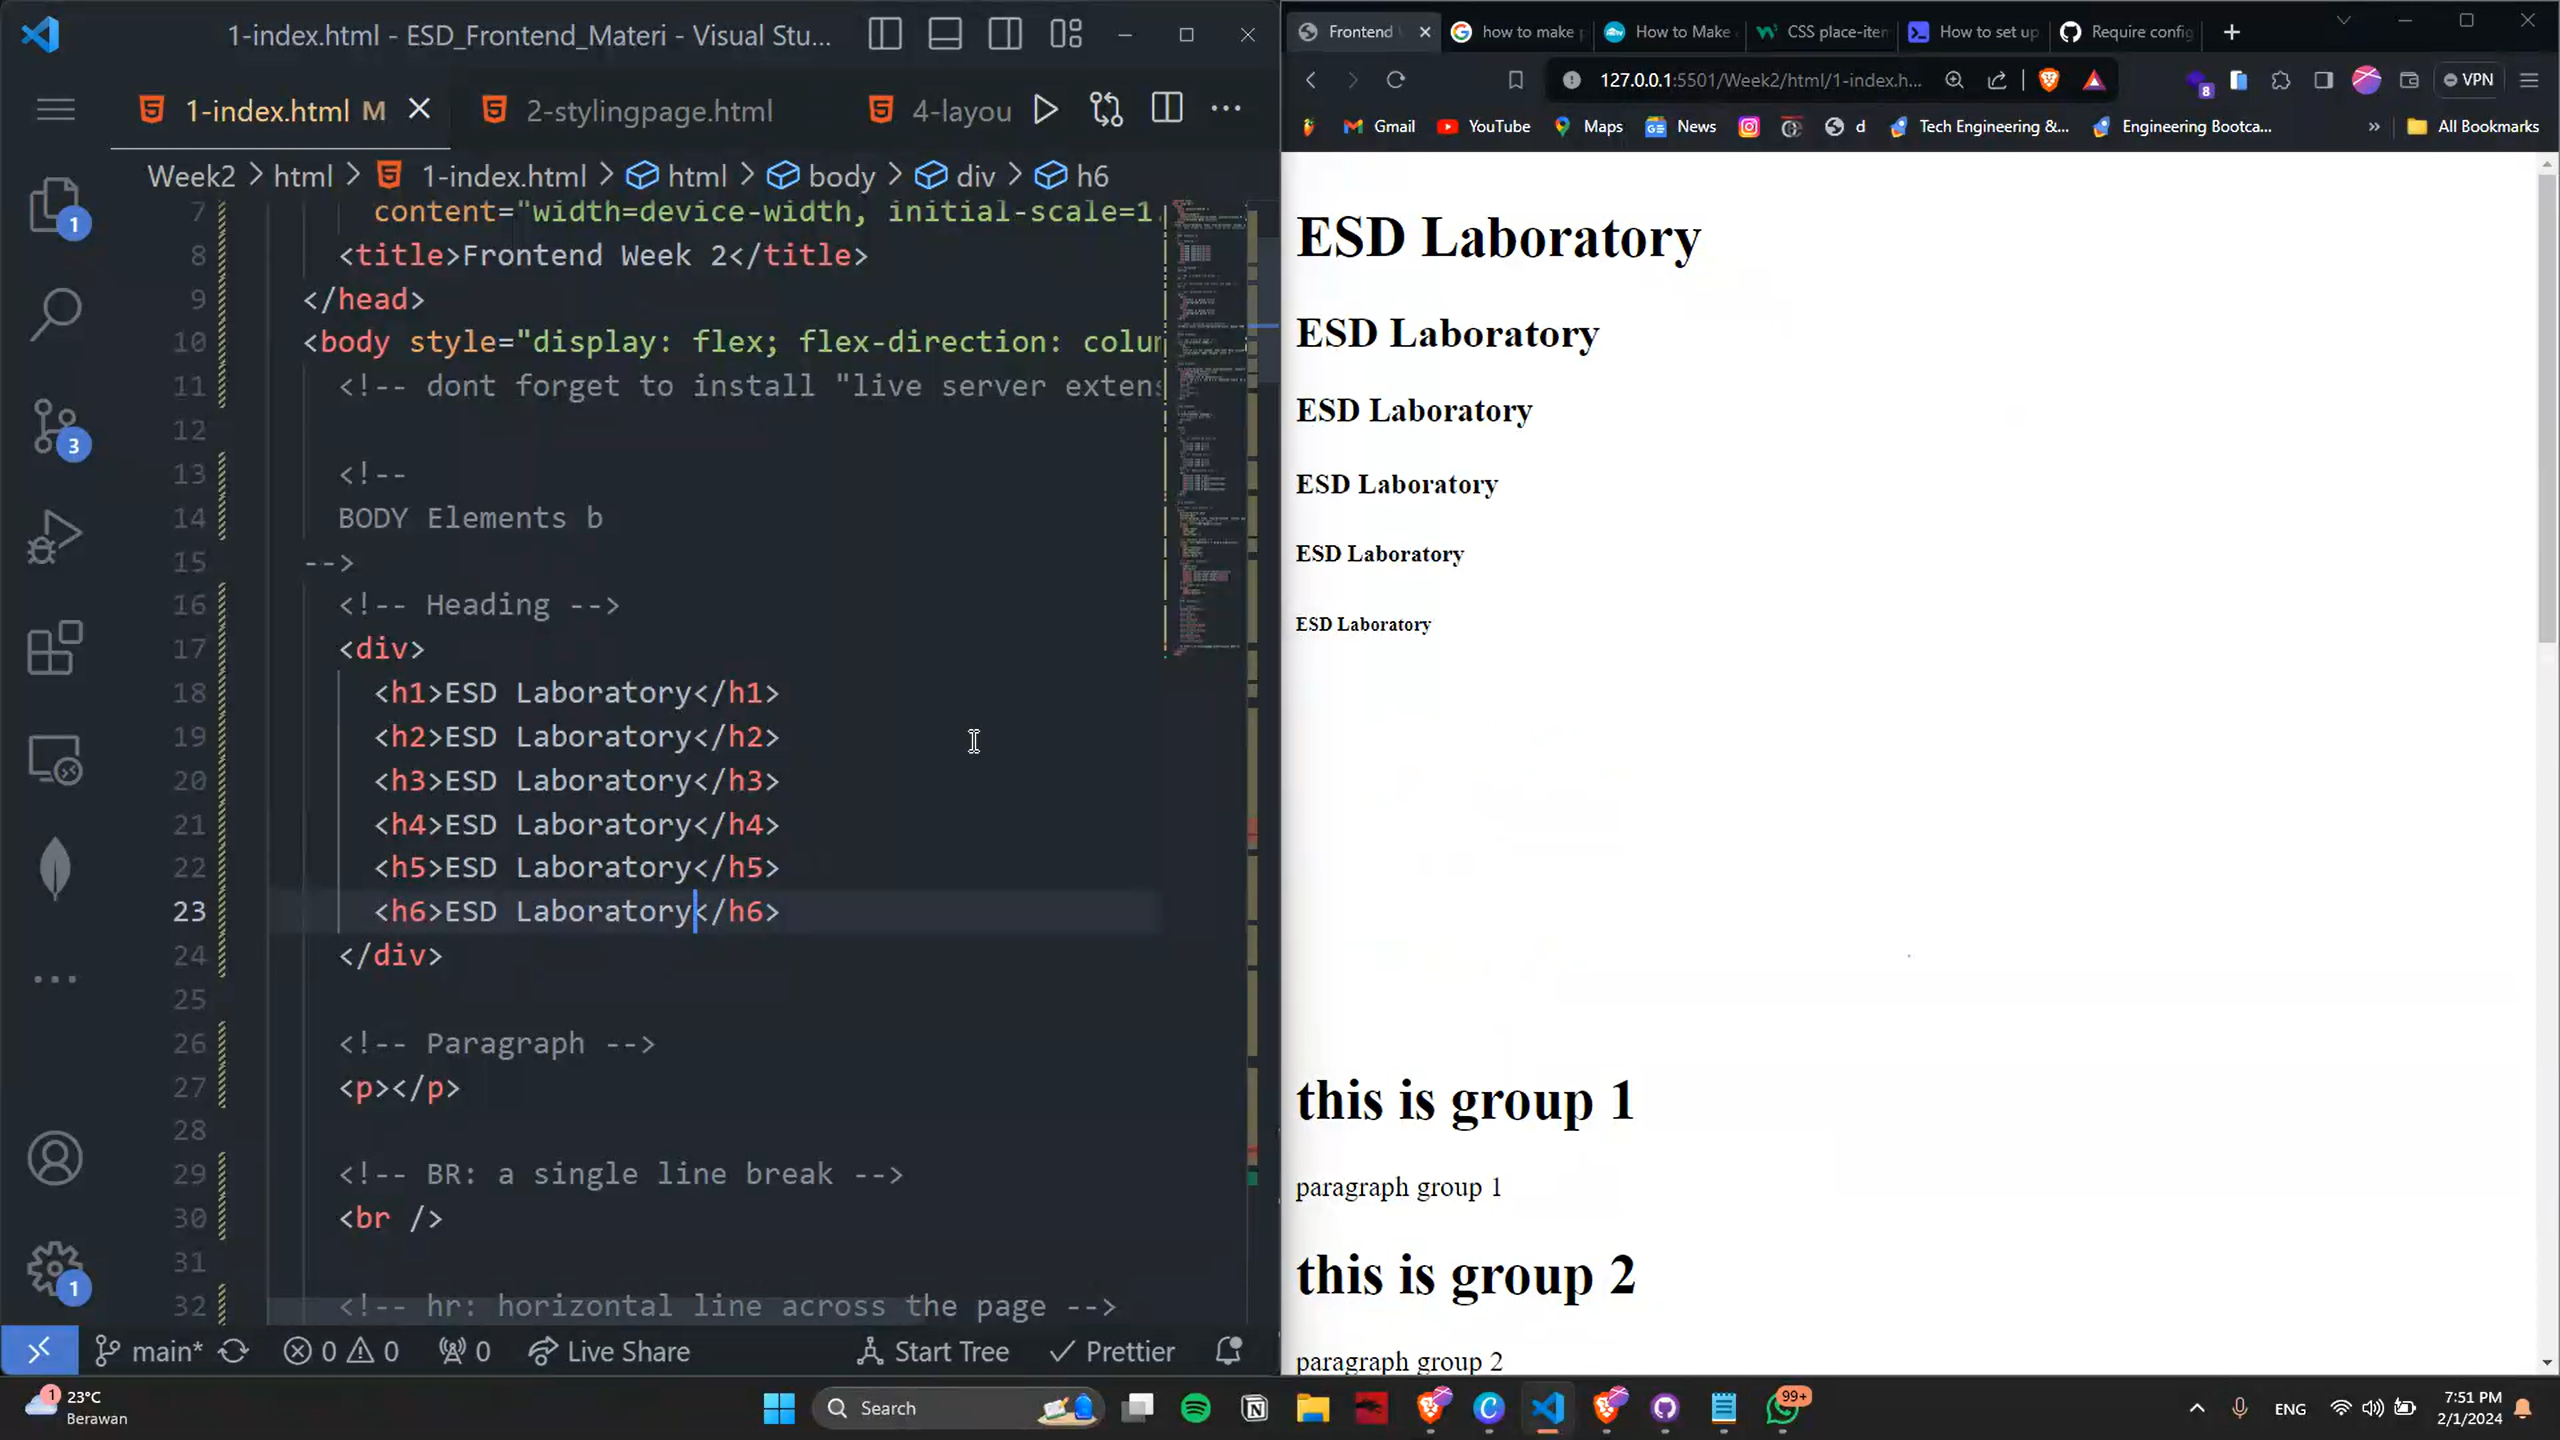 1-index.html - ESD_Frontend_Materi - Visual Stu...
1-index.html M
2-stylingpage.html
4-layou
Week2 > html > 1-index.html > html > body > div > h6
7 content="width=device-width, initial-scale=1.
8 <title>Frontend Week 2</title>
9 </head>
10 <body style="display: flex; flex-direction: colum
11 <!-- dont forget to install "live server extens
12
13 <!--
14 BODY Elements b
15 -->
16 <!-- Heading -->
17 <div>
18 <h1>ESD Laboratory</h1>
19 <h2>ESD Laboratory</h2>
20 <h3>ESD Laboratory</h3>
21 <h4>ESD Laboratory</h4>
22 <h5>ESD Laboratory</h5>
23 <h6>ESD Laboratory</h6>
24 </div>
25
26 <!-- Paragraph -->
27 <p></p>
28
29 <!-- BR: a single line break -->
30 <br />
31
32 <!-- hr: horizontal line across the page -->
1
3
1
main* 0 0 0 Live Share Start Tree Prettier
Frontend how to make p How to Make CSS place-iten How to set up Require config
127.0.0.1:5501/Week2/html/1-index.h... 8 VPN
Gmail YouTube Maps News d Tech Engineering &... Engineering Bootca... » All Bookmarks
ESD Laboratory
ESD Laboratory
ESD Laboratory
ESD Laboratory
ESD Laboratory
ESD Laboratory
this is group 1
paragraph group 1
this is group 2
paragraph group 2
1
23°C
Berawan
Search
99+
ENG
7:51 PM
2/1/2024